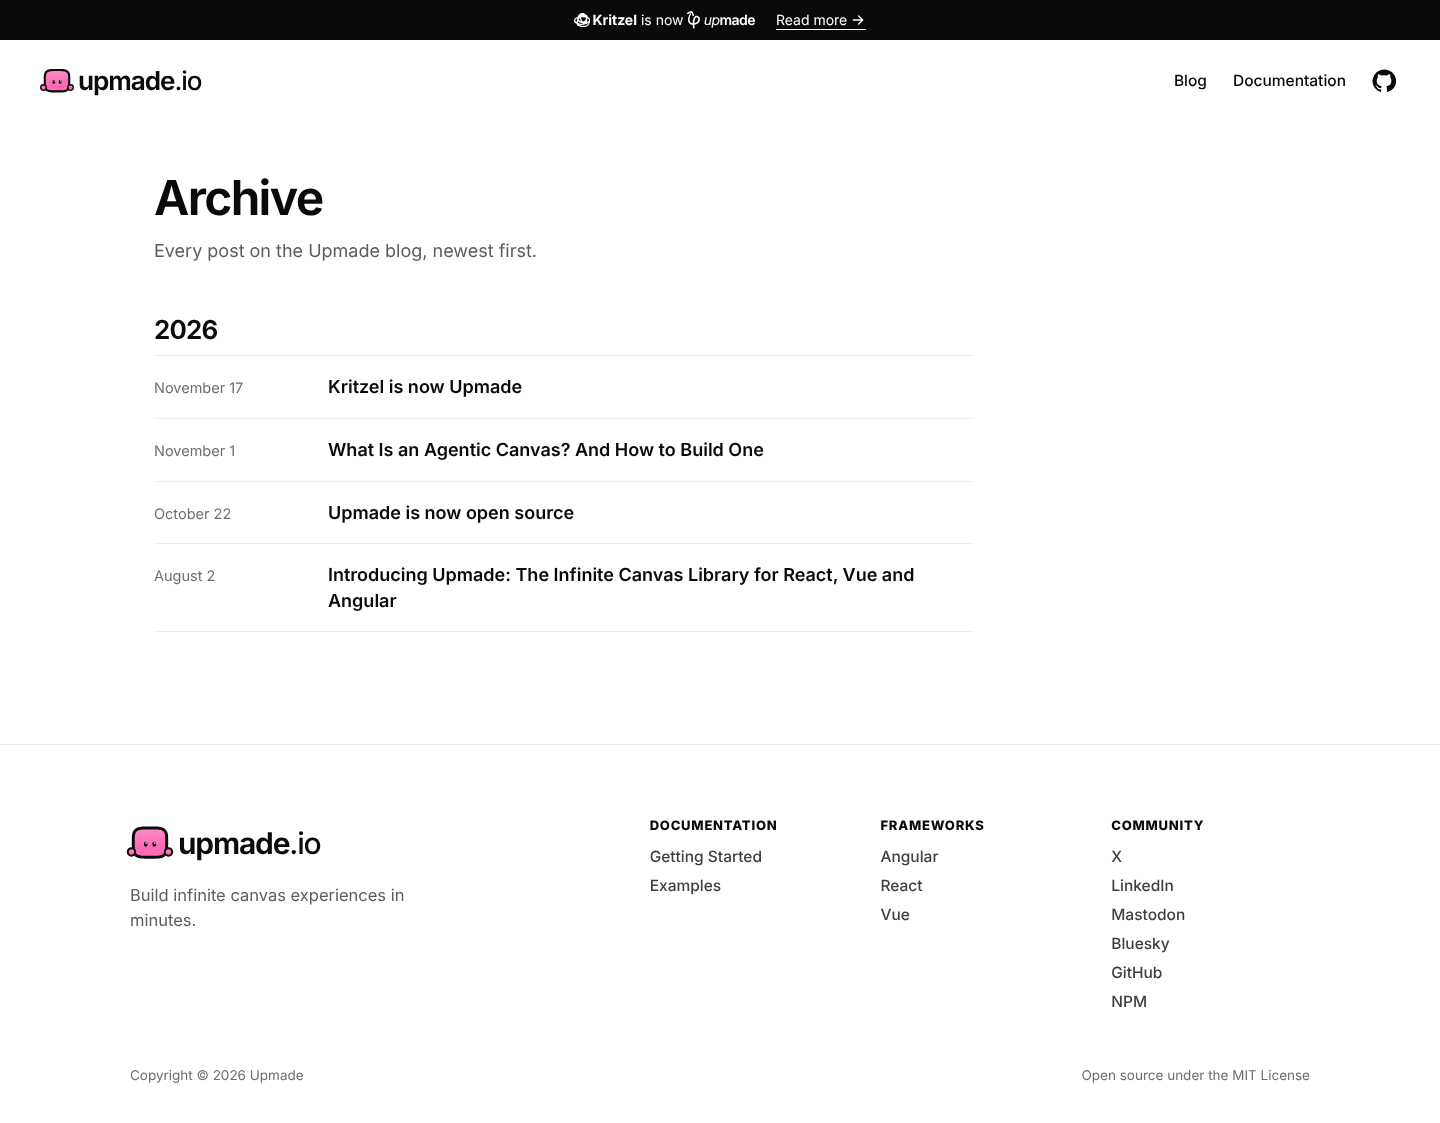 Kritzel is now upmade Read more →
upmade.io
Blog Documentation
Archive
Every post on the Upmade blog, newest first.
2026
November 17 Kritzel is now Upmade
November 1 What Is an Agentic Canvas? And How to Build One
October 22 Upmade is now open source
August 2 Introducing Upmade: The Infinite Canvas Library for React, Vue and
Angular
upmade.io
Build infinite canvas experiences in
minutes.
DOCUMENTATION
Getting Started
Examples
FRAMEWORKS
Angular
React
Vue
COMMUNITY
X
LinkedIn
Mastodon
Bluesky
GitHub
NPM
Copyright © 2026 Upmade
Open source under the MIT License